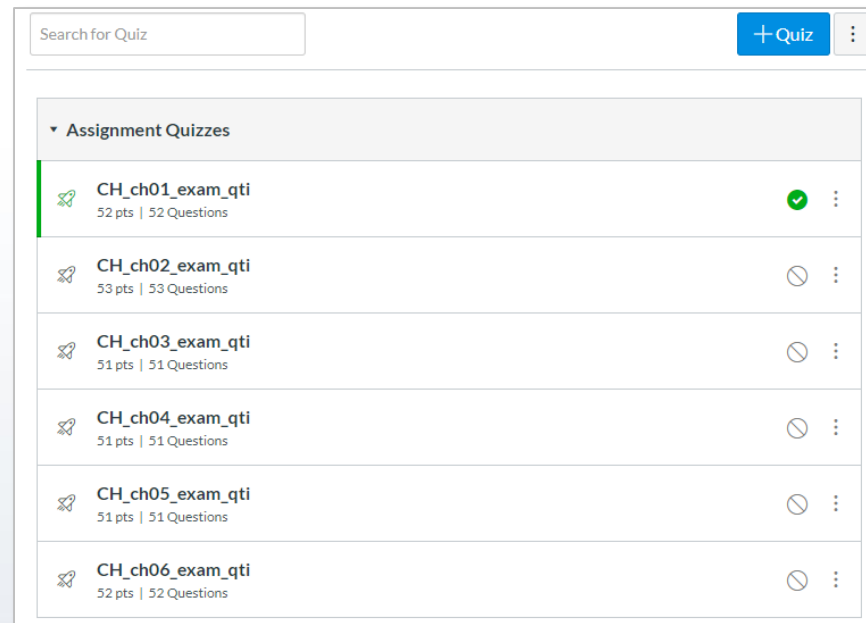 Search for Quiz
+Quiz
Assignment Quizzes
CH_ch01_exam_qti
52 pts | 52 Questions
CH_ch02_exam_qti
53 pts | 53 Questions
CH_ch03_exam_qti
51 pts | 51 Questions
CH_ch04_exam_qti
51 pts | 51 Questions
CH_ch05_exam_qti
51 pts | 51 Questions
CH_ch06_exam_qti
52 pts | 52 Questions